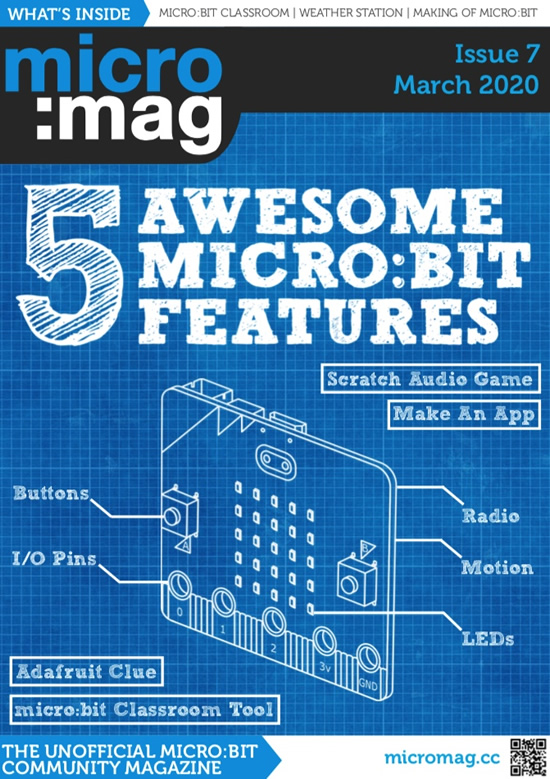 WHAT'S INSIDE
MICRO:BIT CLASSROOM | WEATHER STATION | MAKING OF MICRO:BIT
micro
:mag
Issue 7
March 2020
5
AWESOME
MICRO:BIT
FEATURES
Scratch Audio Game
Make An App
Buttons
I/O Pins
Radio
Motion
LEDs
A
B
0
1
2
3v
GND
Adafruit Clue
micro:bit Classroom Tool
THE UNOFFICIAL MICRO:BIT
COMMUNITY MAGAZINE
micromag.cc